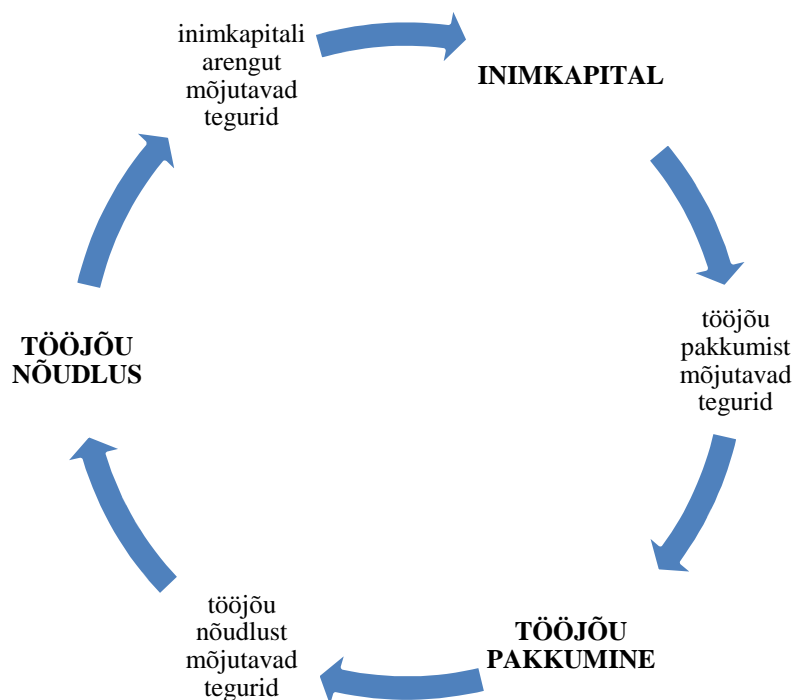 inimkapitali
arengut
mõjutavad
tegurid
INIMKAPITAL
tööjõu
pakkumist
mõjutavad
tegurid
TÖÖJÕU
PAKKUMINE
tööjõu
nõudlust
mõjutavad
tegurid
TÖÖJÕU
NÕUDLUS